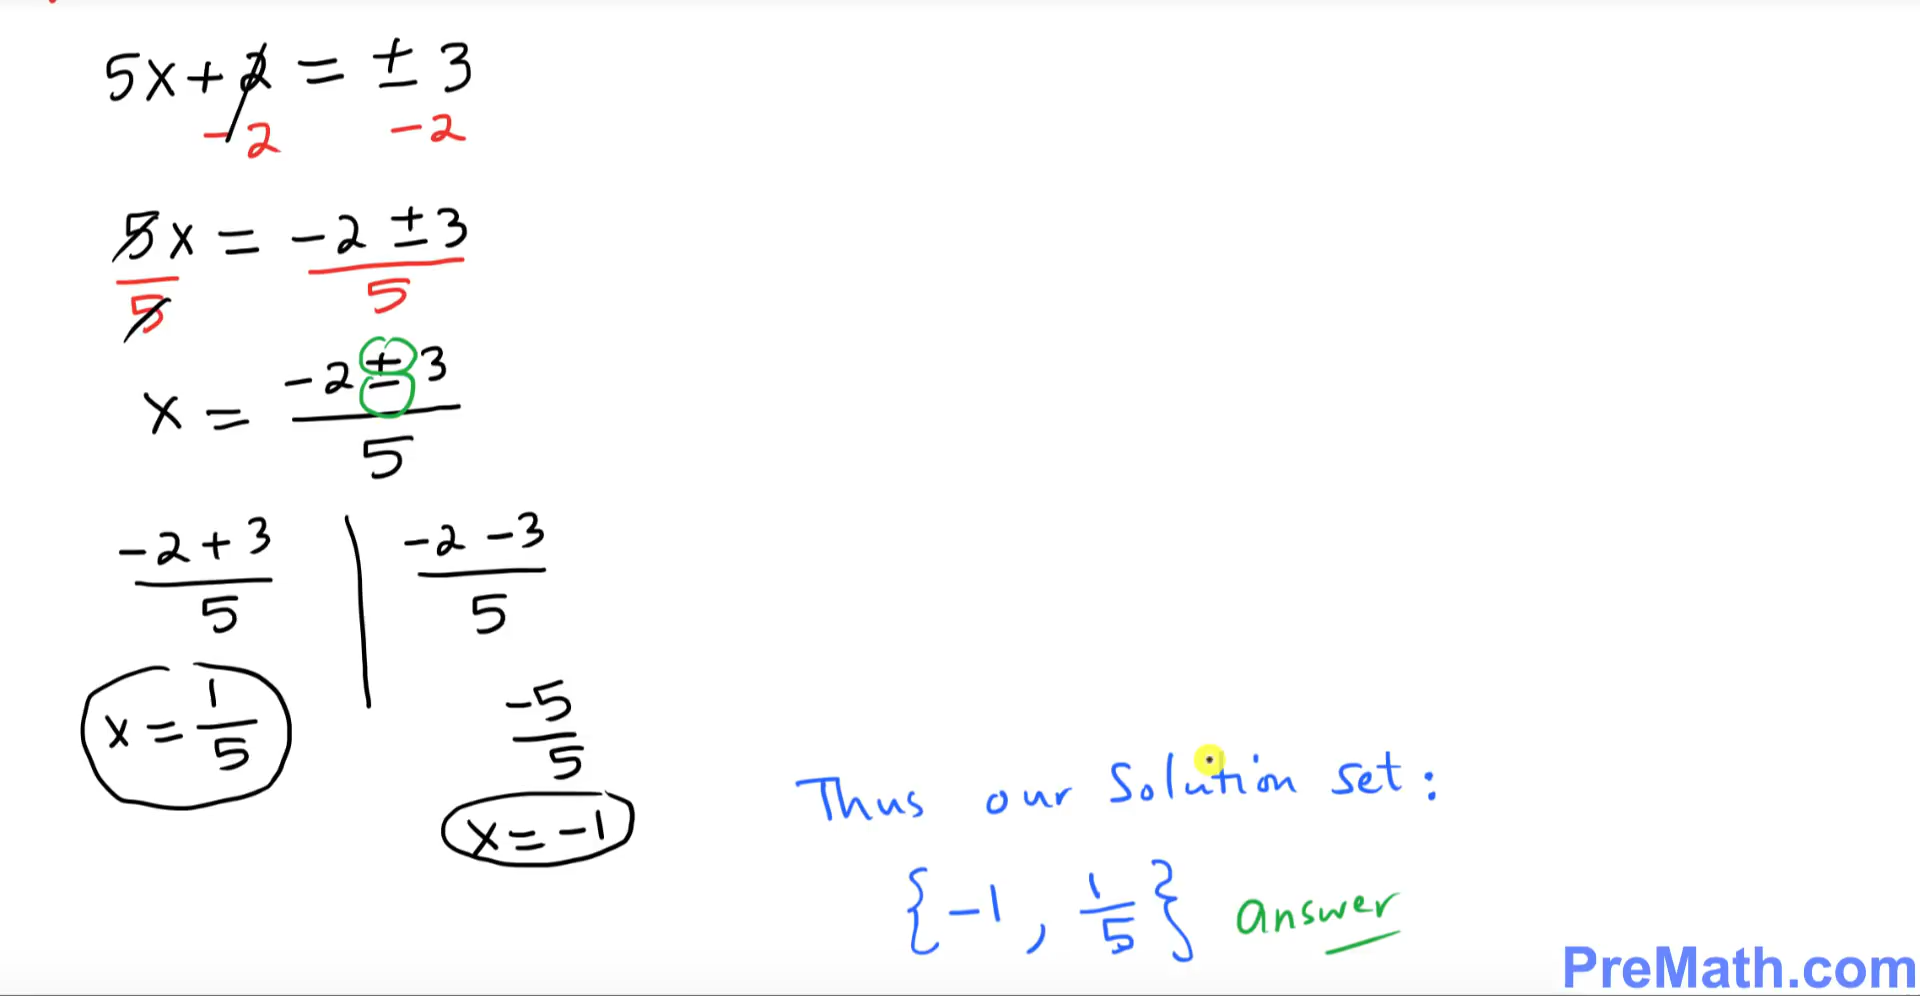 5x+2 = ± 3
-2 -2
5x = -2 ± 3
5 5
x = -2 ± 3
5
-2 + 3 | -2 - 3
5 5
x = 1/5
-5
5
x = -1
Thus our Solution set:
{-1, 1/5} answer
PreMath.com